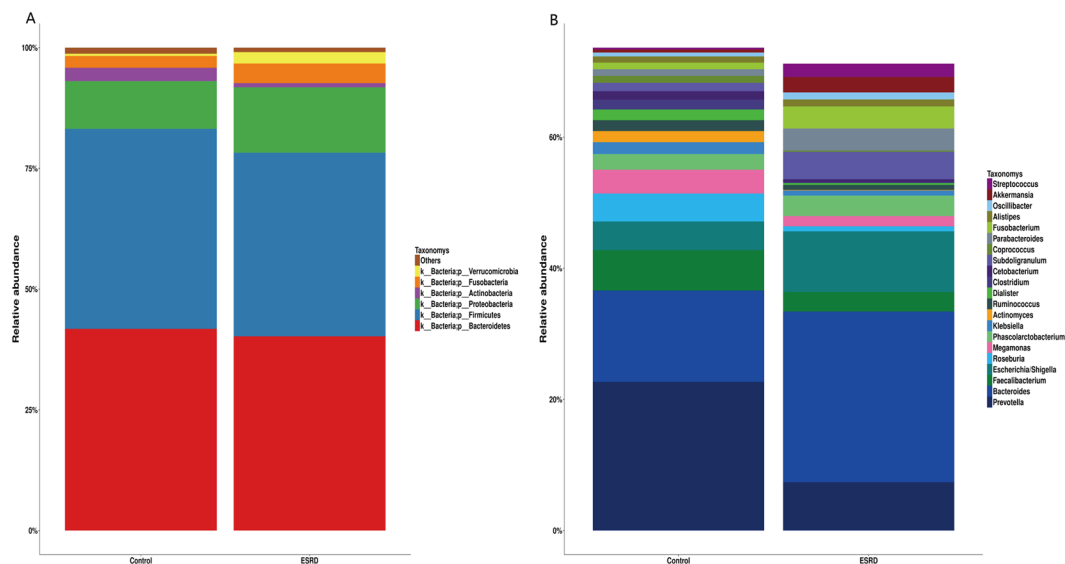 A
100%
75%
50%
25%
0%
Relative abundance
Control
ESRD
Taxonomys
Others
k__Bacteria;p__Verrucomicrobia
k__Bacteria;p__Fusobacteria
k__Bacteria;p__Actinobacteria
k__Bacteria;p__Proteobacteria
k__Bacteria;p__Firmicutes
k__Bacteria;p__Bacteroidetes
B
60%
40%
20%
0%
Relative abundance
Control
ESRD
Taxonomys
Streptococcus
Akkermansia
Oscillibacter
Alistipes
Fusobacterium
Parabacteroides
Coprococcus
Subdoligranulum
Cetobacterium
Clostridium
Dialister
Ruminococcus
Actinomyces
Klebsiella
Phascolarctobacterium
Megamonas
Roseburia
Escherichia/Shigella
Faecalibacterium
Bacteroides
Prevotella